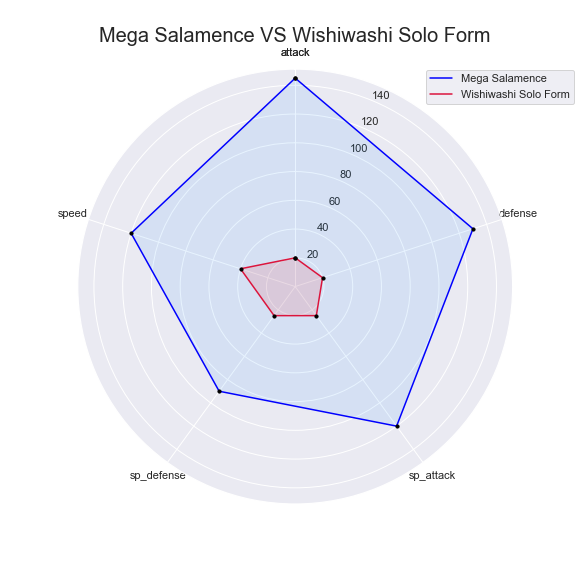 Mega Salamence VS Wishiwashi Solo Form
attack
Mega Salamence
Wishiwashi Solo Form
140
120
100
80
60
40
20
speed
defense
sp_defense
sp_attack